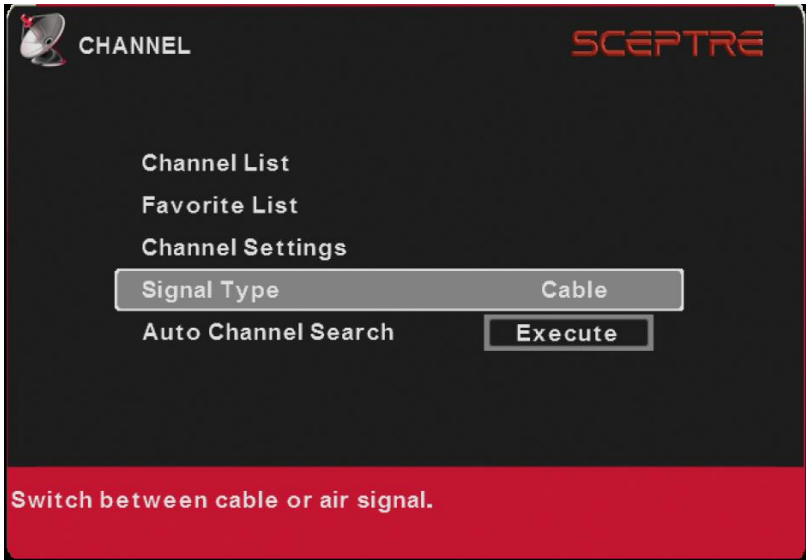 CHANNEL
SCEPTRE
Channel List
Favorite List
Channel Settings
Signal Type Cable
Auto Channel Search Execute
Switch between cable or air signal.